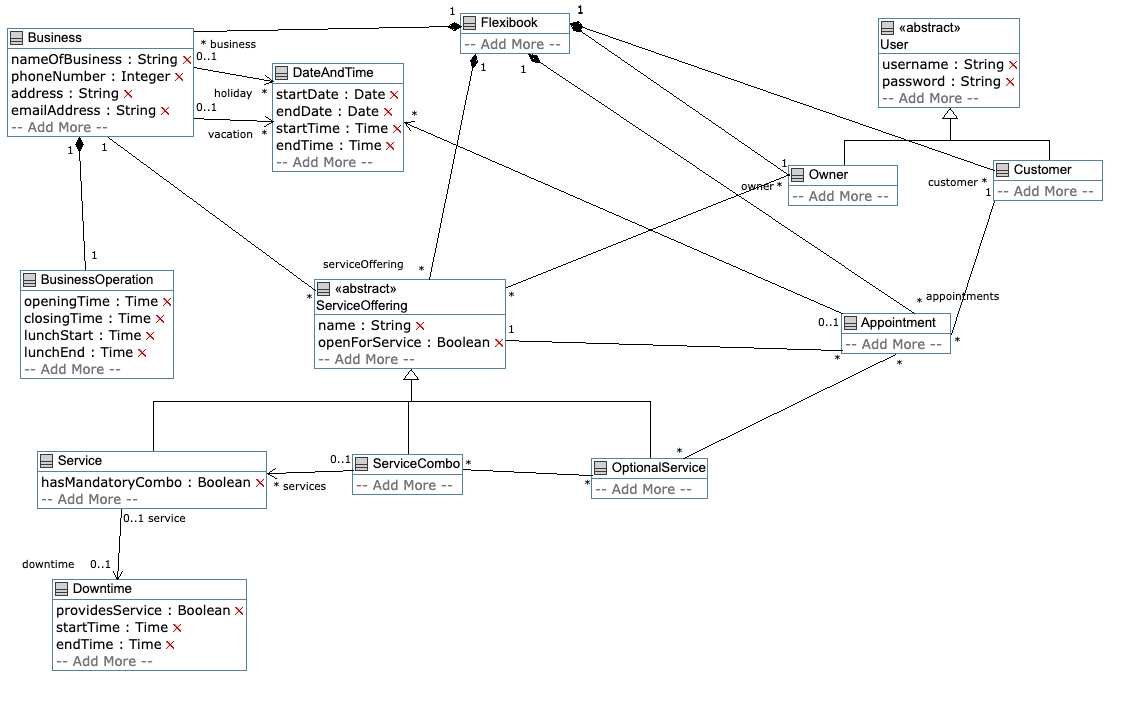 1
Flexibook
-- Add More --
1
1
1
«abstract»
User
username : String ×
password : String ×
-- Add More --
Business
nameOfBusiness : String ×
phoneNumber : Integer ×
address : String ×
emailAddress : String ×
-- Add More --
* business
0..1
holiday *
0..1
vacation *
DateAndTime
startDate : Date ×
endDate : Date ×
startTime : Time ×
endTime : Time ×
-- Add More --
*
1
1
1
owner *
Owner
-- Add More --
customer *
1
Customer
-- Add More --
1
BusinessOperation
openingTime : Time ×
closingTime : Time ×
lunchStart : Time ×
lunchEnd : Time ×
-- Add More --
serviceOffering *
*
«abstract»
ServiceOffering
name : String ×
openForService : Boolean ×
-- Add More --
*
1
* appointments
0..1
Appointment
-- Add More --
*
*
*
Service
hasMandatoryCombo : Boolean ×
-- Add More --
0..1
* services
ServiceCombo
-- Add More --
*
*
*
OptionalService
-- Add More --
0..1 service
downtime 0..1
Downtime
providesService : Boolean ×
startTime : Time ×
endTime : Time ×
-- Add More --